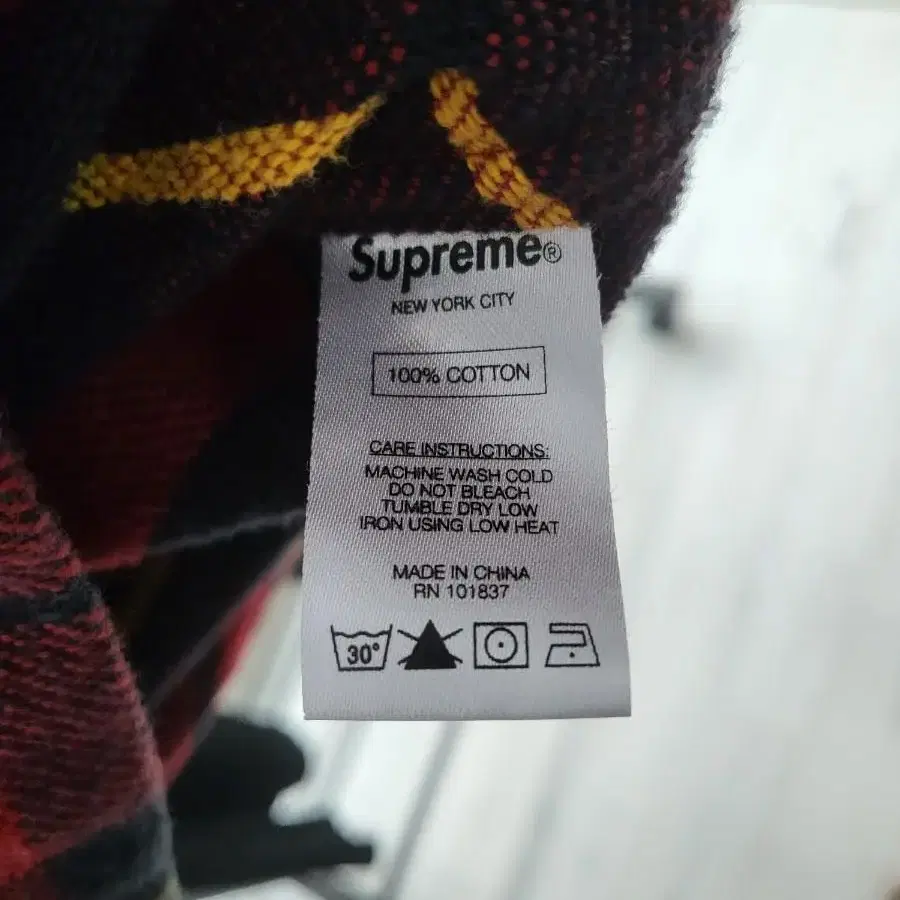 Supreme®
NEW YORK CITY
100% COTTON
CARE INSTRUCTIONS:
MACHINE WASH COLD
DO NOT BLEACH
TUMBLE DRY LOW
IRON USING LOW HEAT
MADE IN CHINA
RN 101837
30°